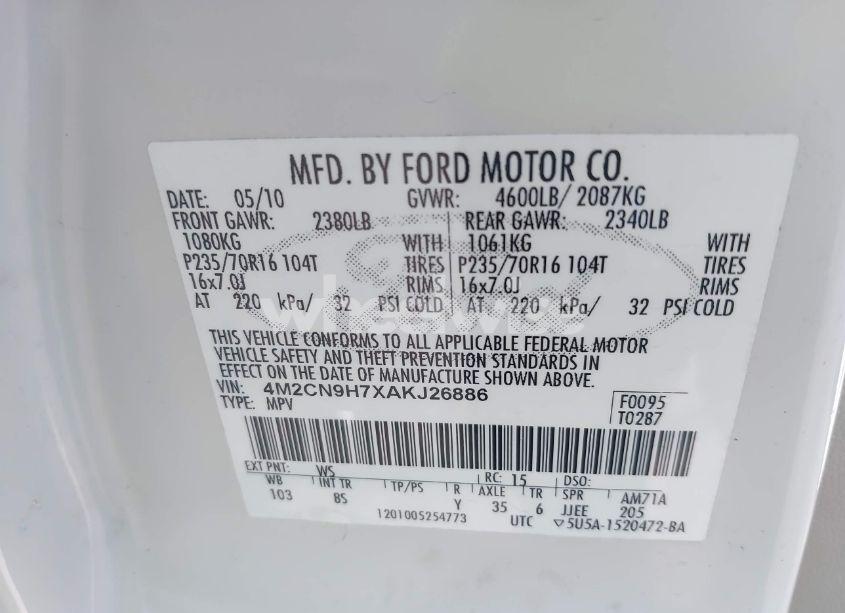 MFD. BY FORD MOTOR CO.
DATE: 05/10 GVWR: 4600LB/ 2087KG
FRONT GAWR: 2380LB REAR GAWR: 2340LB
1080KG WITH 1061KG WITH
P235/70R16 104T TIRES P235/70R16 104T TIRES
16x7.0J RIMS 16x7.0J RIMS
AT 220 kPa/ 32 PSI COLD AT 220 kPa/ 32 PSI COLD
THIS VEHICLE CONFORMS TO ALL APPLICABLE FEDERAL MOTOR
VEHICLE SAFETY AND THEFT PREVENTION STANDARDS IN
EFFECT ON THE DATE OF MANUFACTURE SHOWN ABOVE.
VIN: 4M2CN9H7XAKJ26886 F0095
TYPE: MPV T0287
EXT PNT: WS RC: 15 DSO:
WB INT TR TP/PS R AXLE TR SPR AM71A
103 8S Y 35 6 JJEE 205
1201005254773 UTC ▽5U5A-1520472-BA